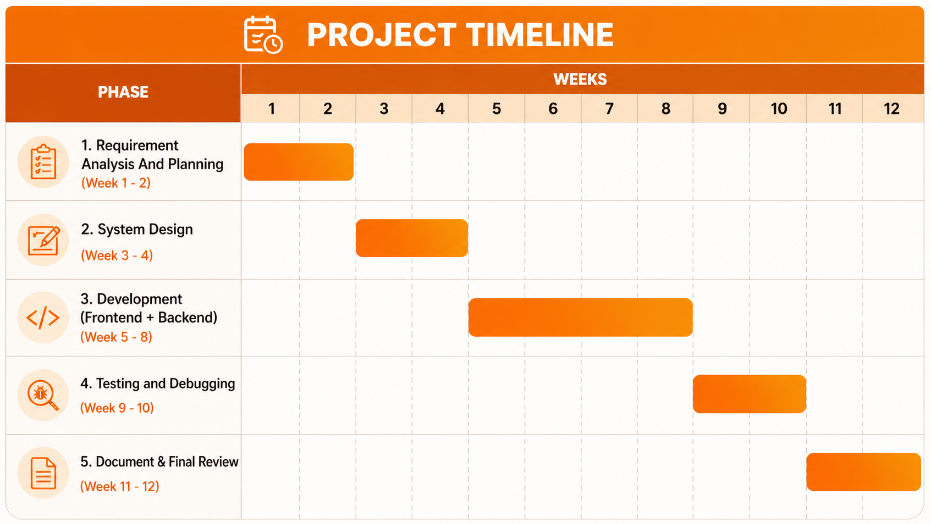 PROJECT TIMELINE
PHASE
WEEKS
1 2 3 4 5 6 7 8 9 10 11 12
1. Requirement
Analysis And Planning
(Week 1 - 2)
2. System Design
(Week 3 - 4)
3. Development
(Frontend + Backend)
(Week 5 - 8)
4. Testing and Debugging
(Week 9 - 10)
5. Document & Final Review
(Week 11 - 12)